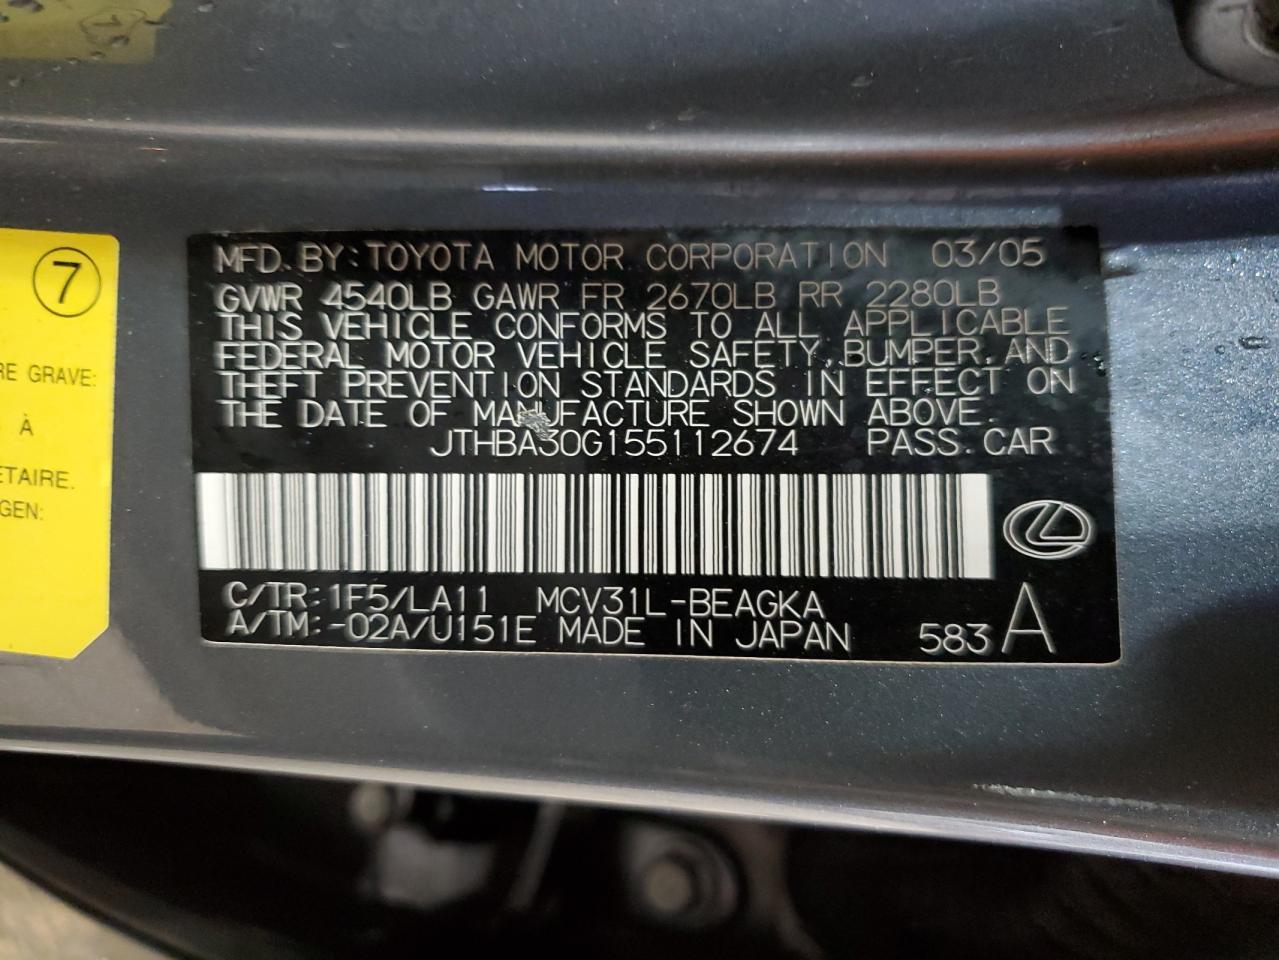 7
RE GRAVE:
À
ETAIRE.
GEN:
MFD. BY: TOYOTA MOTOR CORPORATION 03/05
GVWR 4540LB GAWR FR 2670LB RR 2280LB
THIS VEHICLE CONFORMS TO ALL APPLICABLE
FEDERAL MOTOR VEHICLE SAFETY, BUMPER, AND
THEFT PREVENTION STANDARDS IN EFFECT ON
THE DATE OF MANUFACTURE SHOWN ABOVE.
JTHBA30G155112674 PASS. CAR
C/TR: 1F5/LA11 MCV31L-BEAGKA
A/TM: -02A/U151E MADE IN JAPAN 583 A